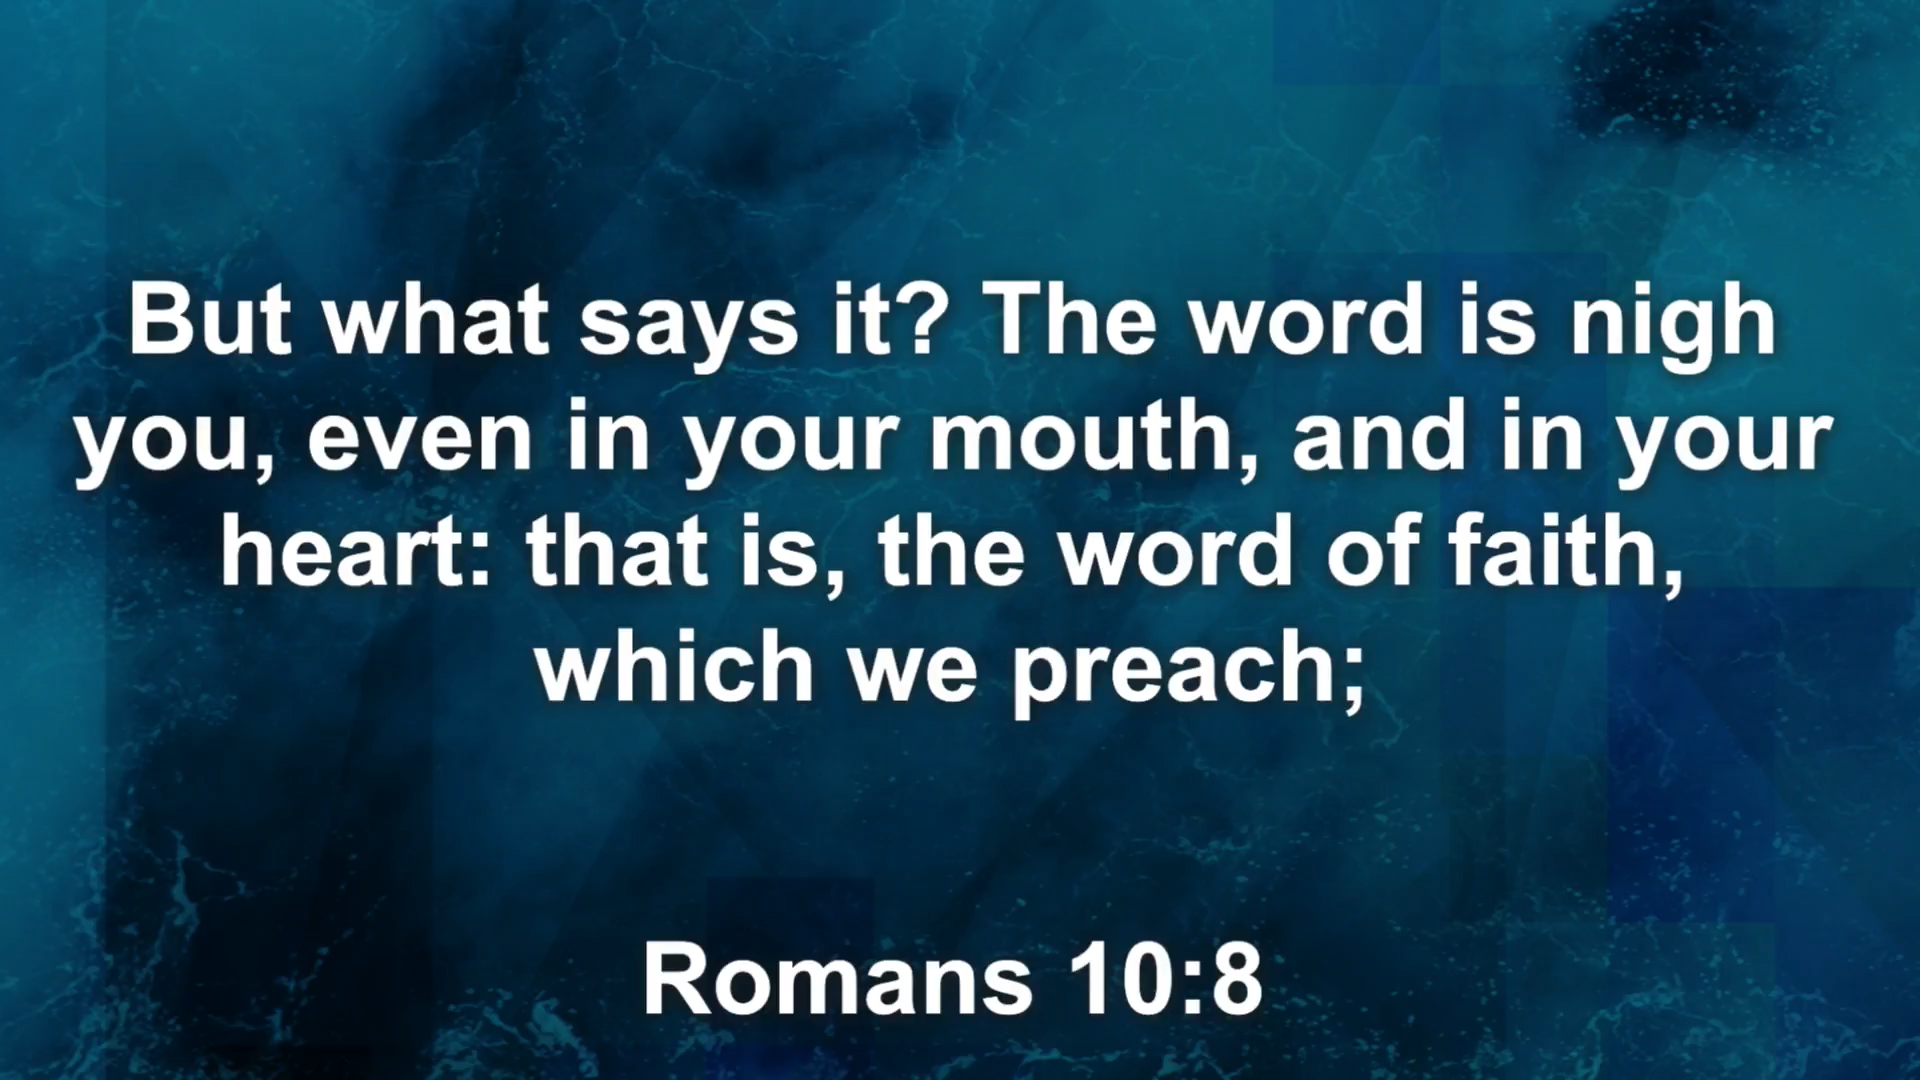 But what says it? The word is nigh
you, even in your mouth, and in your
heart: that is, the word of faith,
which we preach;
Romans 10:8